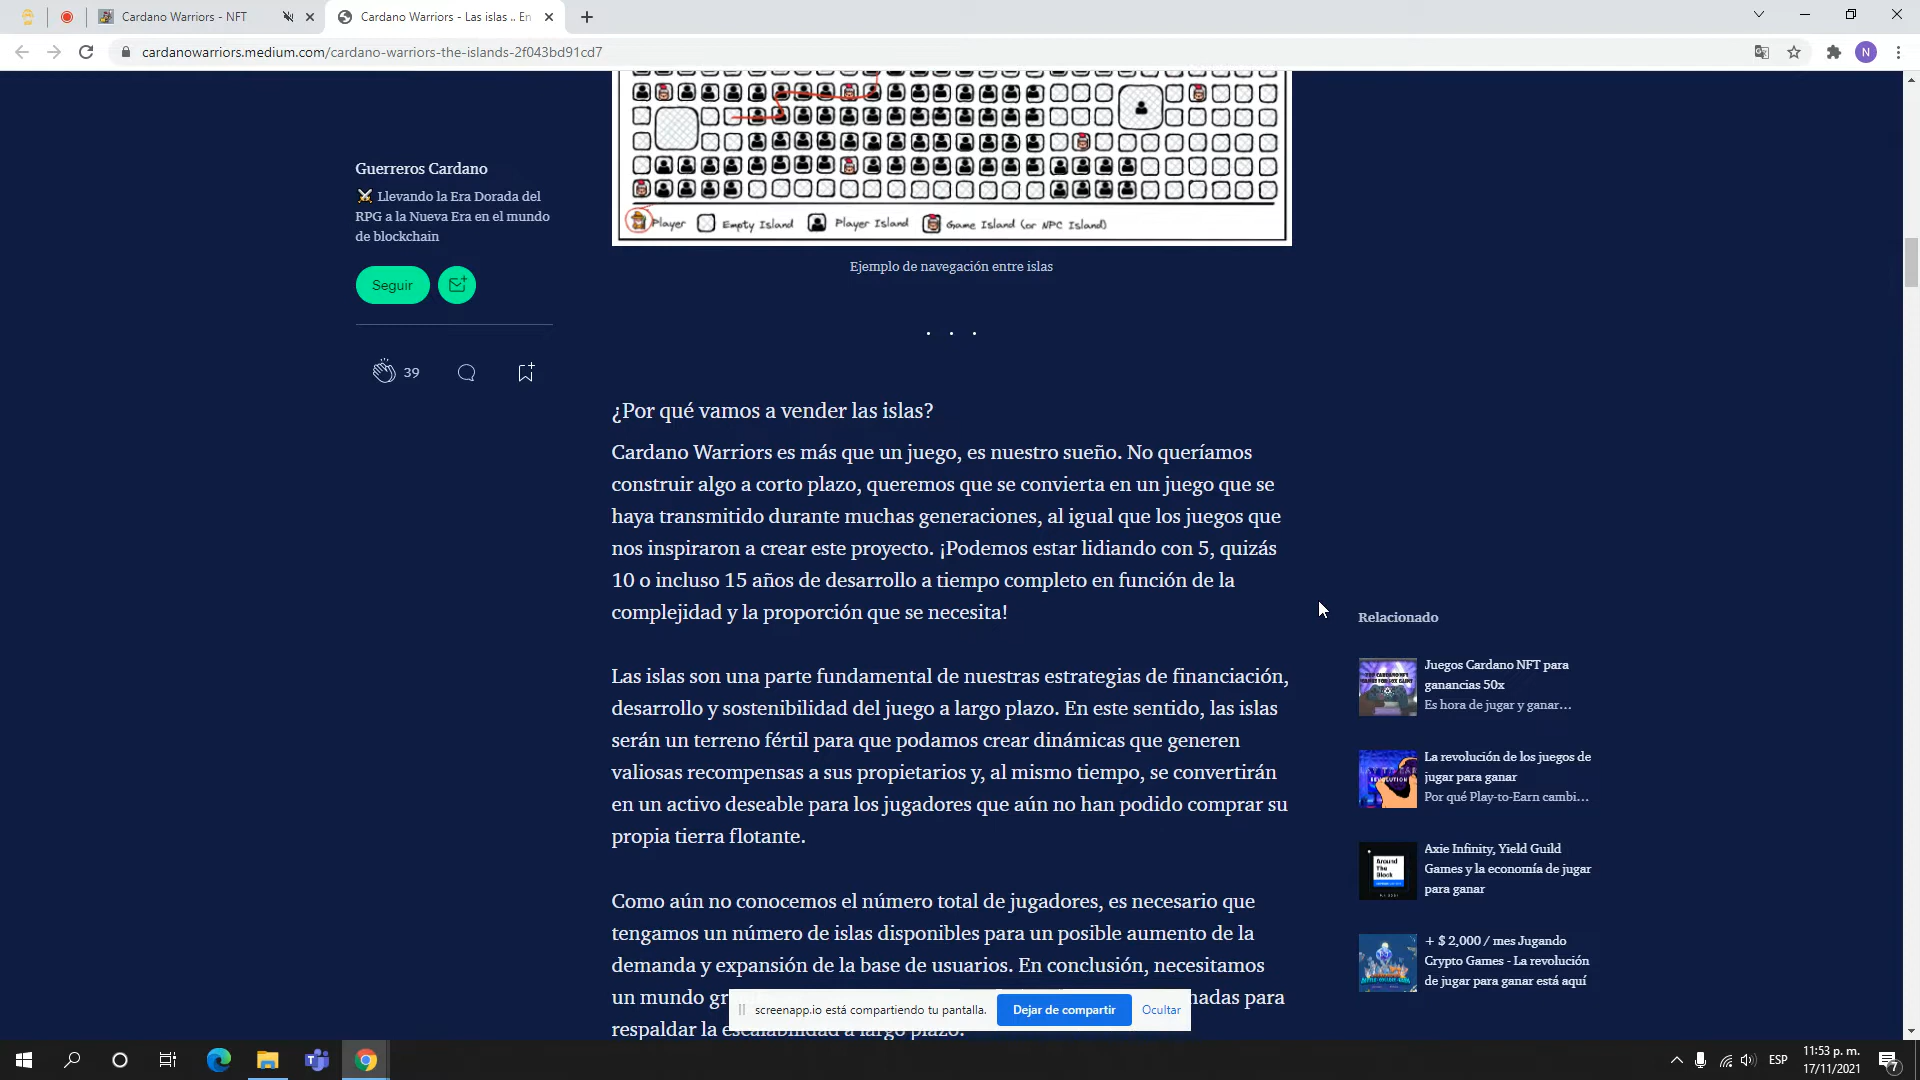 Cardano Warriors - NFT
Cardano Warriors - Las islas .. En
cardanowarriors.medium.com/cardano-warriors-the-islands-2f043bd91cd7
N
Player
Empty Island
Player Island
Game Island (or NPC Island)
Ejemplo de navegación entre islas
Guerreros Cardano
Llevando la Era Dorada del
RPG a la Nueva Era en el mundo
de blockchain
Seguir
39
¿Por qué vamos a vender las islas?
Cardano Warriors es más que un juego, es nuestro sueño. No queríamos
construir algo a corto plazo, queremos que se convierta en un juego que se
haya transmitido durante muchas generaciones, al igual que los juegos que
nos inspiraron a crear este proyecto. ¡Podemos estar lidiando con 5, quizás
10 o incluso 15 años de desarrollo a tiempo completo en función de la
complejidad y la proporción que se necesita!
Las islas son una parte fundamental de nuestras estrategias de financiación,
desarrollo y sostenibilidad del juego a largo plazo. En este sentido, las islas
serán un terreno fértil para que podamos crear dinámicas que generen
valiosas recompensas a sus propietarios y, al mismo tiempo, se convertirán
en un activo deseable para los jugadores que aún no han podido comprar su
propia tierra flotante.
Como aún no conocemos el número total de jugadores, es necesario que
tengamos un número de islas disponibles para un posible aumento de la
demanda y expansión de la base de usuarios. En conclusión, necesitamos
un mundo gr
nadas para
respaldar la escalabilidad a largo plazo.
Relacionado
Juegos Cardano NFT para
ganancias 50x
Es hora de jugar y ganar…
La revolución de los juegos de
jugar para ganar
Por qué Play-to-Earn cambi…
Around
The
Block
Axie Infinity, Yield Guild
Games y la economía de jugar
para ganar
+ $ 2,000 / mes Jugando
Crypto Games - La revolución
de jugar para ganar está aquí
screenapp.io está compartiendo tu pantalla.
Dejar de compartir
Ocultar
ESP
11:53 p. m.
17/11/2021
7